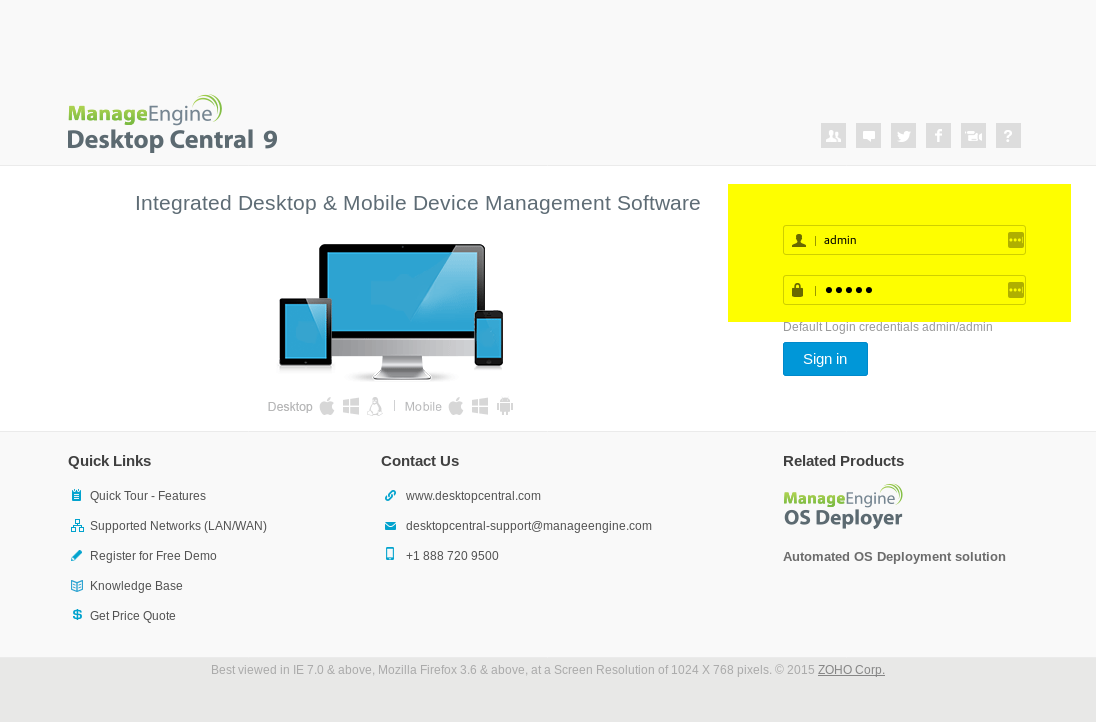 ManageEngine
Desktop Central 9
Integrated Desktop & Mobile Device Management Software
admin
Default Login credentials admin/admin
Sign in
Desktop
Mobile
Quick Links
Quick Tour - Features
Supported Networks (LAN/WAN)
Register for Free Demo
Knowledge Base
Get Price Quote
Contact Us
www.desktopcentral.com
desktopcentral-support@manageengine.com
+1 888 720 9500
Related Products
ManageEngine
OS Deployer
Automated OS Deployment solution
Best viewed in IE 7.0 & above, Mozilla Firefox 3.6 & above, at a Screen Resolution of 1024 X 768 pixels. © 2015 ZOHO Corp.